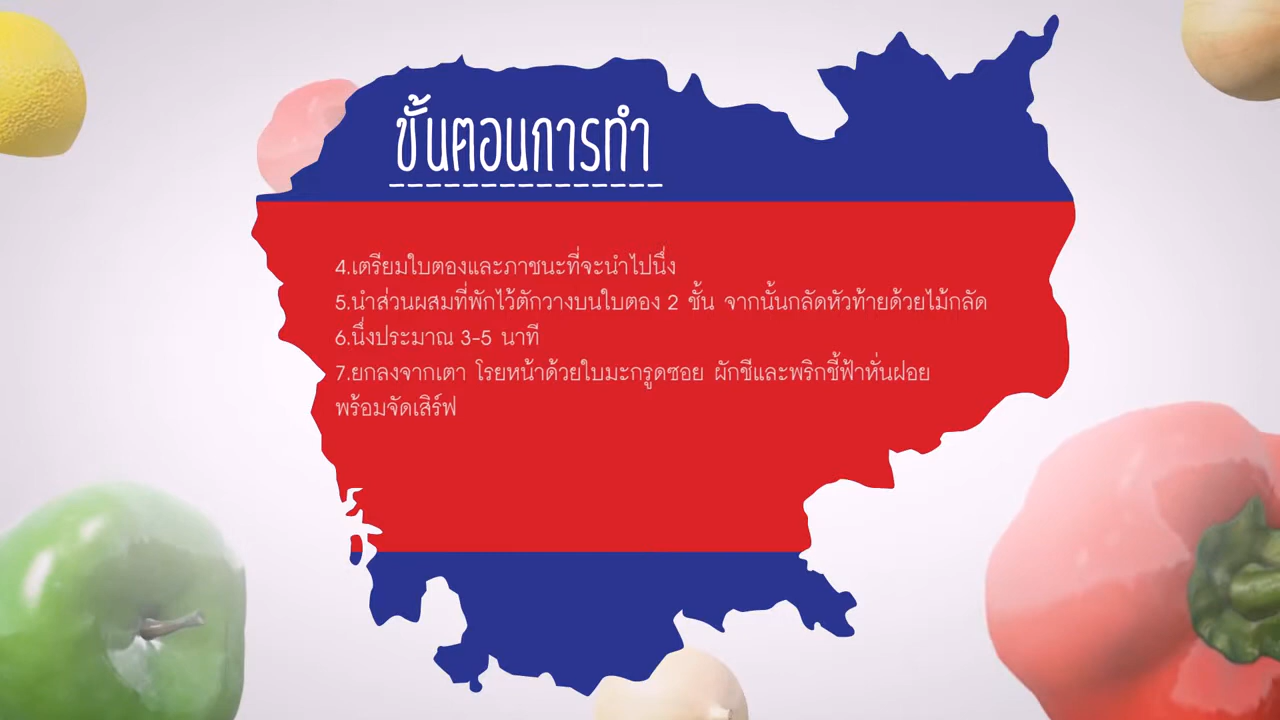 ขั้นตอนการทำ
4.เตรียมใบตองและภาชนะที่จะนำไปนึ่ง
5.นำส่วนผสมที่พักไว้ตักวางบนใบตอง 2 ชั้น จากนั้นกลัดหัวท้ายด้วยไม้กลัด
6.นึ่งประมาณ 3-5 นาที
7.ยกลงจากเตา โรยหน้าด้วยใบมะกรูดซอย ผักชีและพริกชี้ฟ้าหั่นฝอย
พร้อมจัดเสิร์ฟ